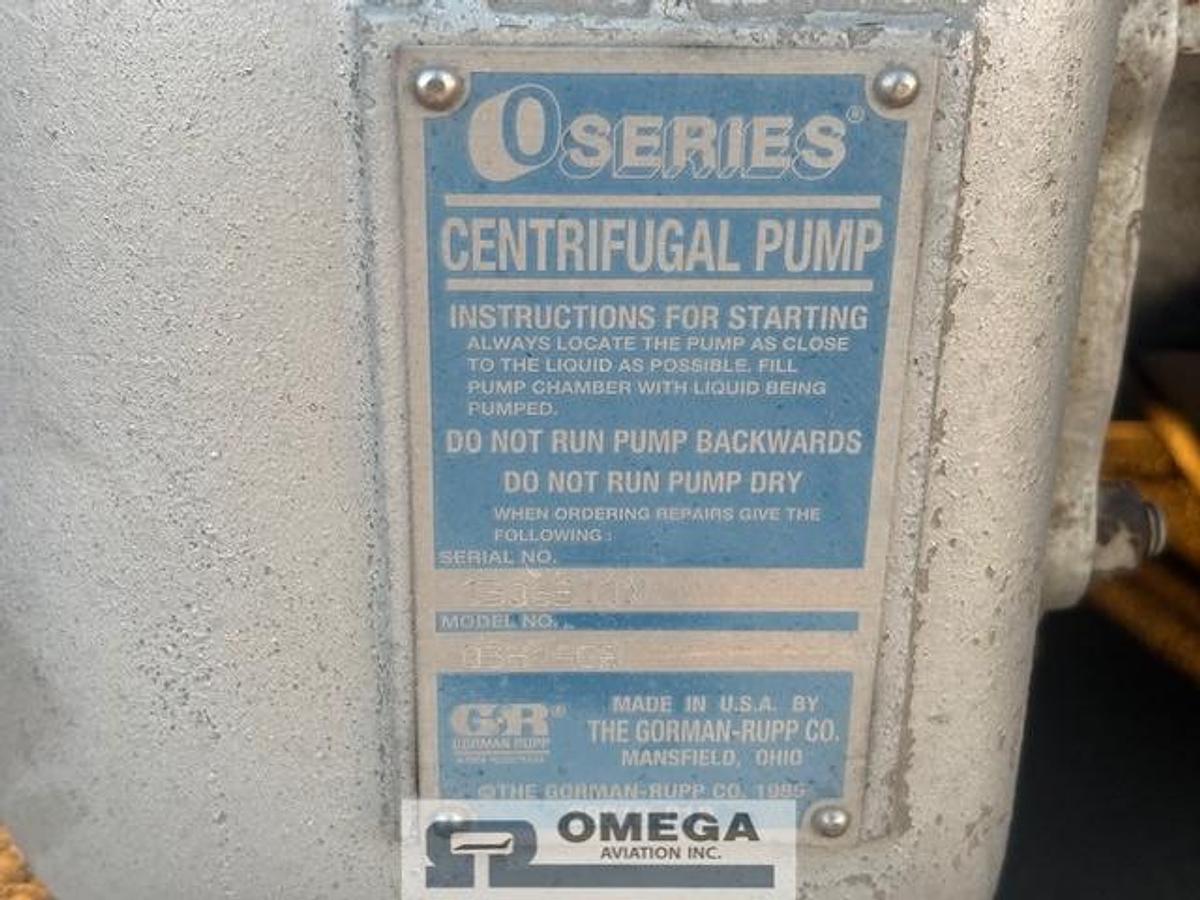 O SERIES®
CENTRIFUGAL PUMP
INSTRUCTIONS FOR STARTING
ALWAYS LOCATE THE PUMP AS CLOSE
TO THE LIQUID AS POSSIBLE. FILL
PUMP CHAMBER WITH LIQUID BEING
PUMPED.
DO NOT RUN PUMP BACKWARDS
DO NOT RUN PUMP DRY
WHEN ORDERING REPAIRS GIVE THE
FOLLOWING :
SERIAL NO.
MODEL NO.
G&R®
GORMAN-RUPP
MADE IN U.S.A. BY
THE GORMAN-RUPP CO.
MANSFIELD, OHIO
©THE GORMAN-RUPP CO.
OMEGA
AVIATION INC.